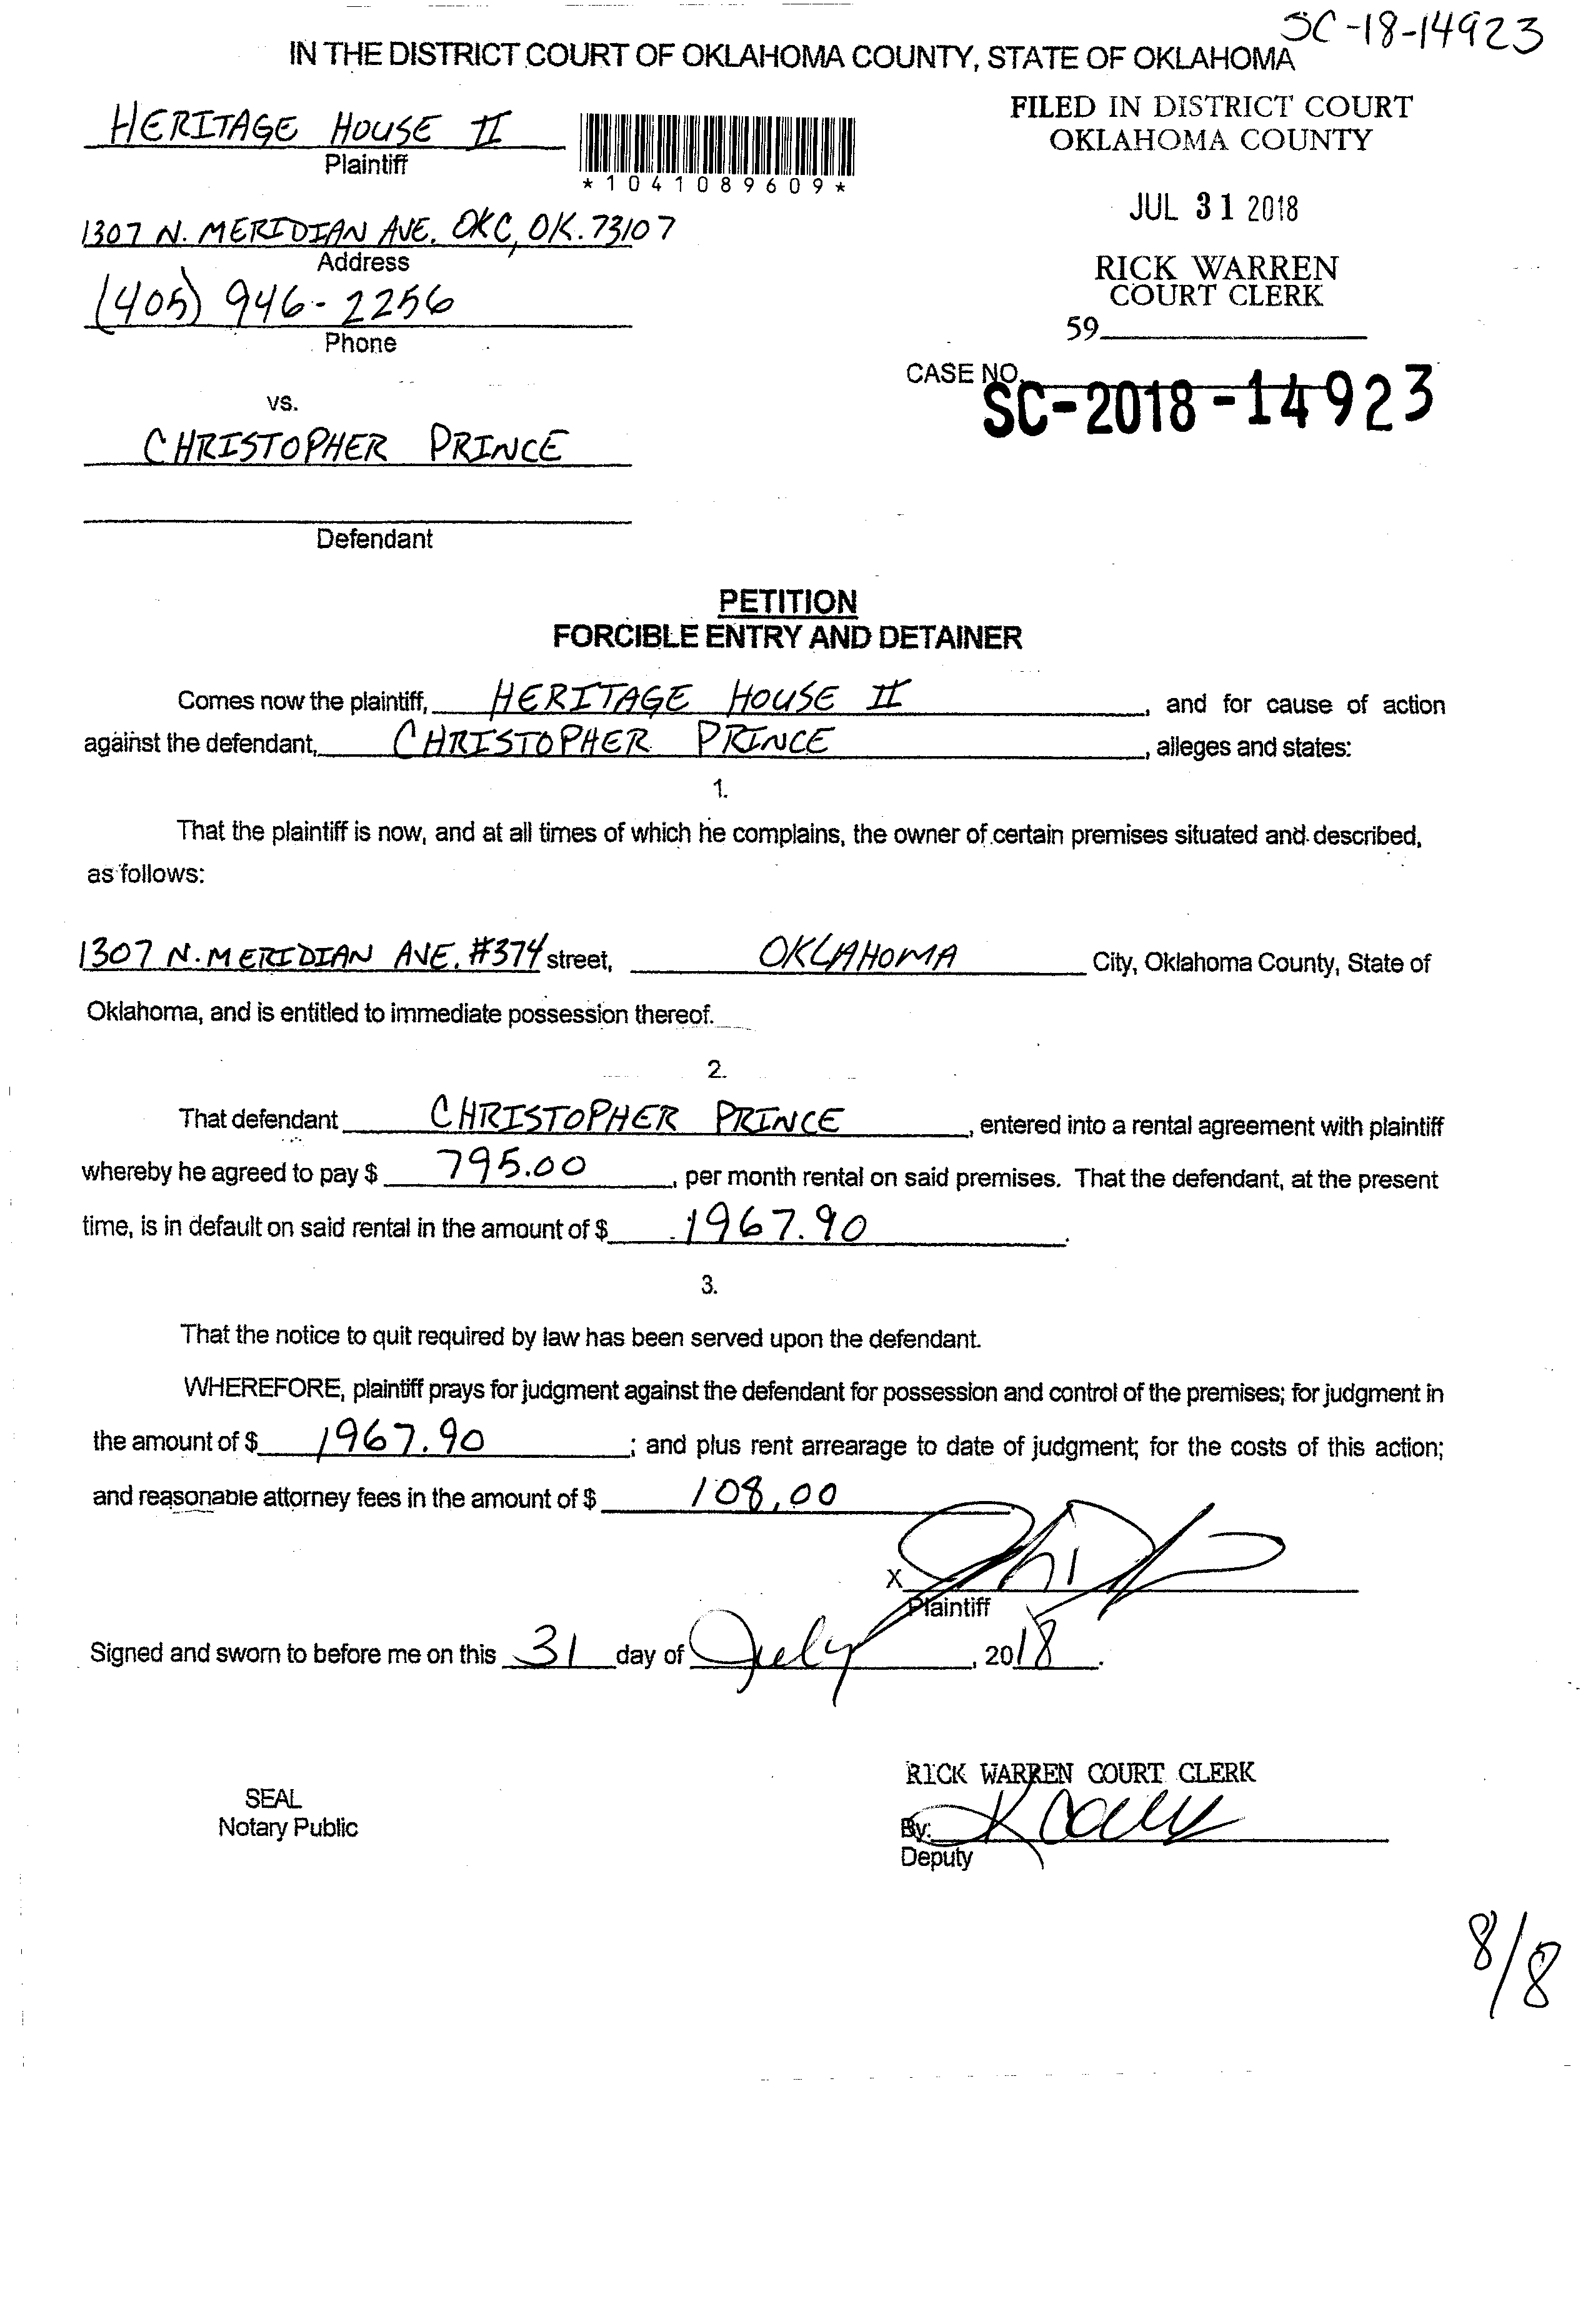 SC-18-14923
IN THE DISTRICT COURT OF OKLAHOMA COUNTY, STATE OF OKLAHOMA
HERITAGE HOUSE II
Plaintiff
*1041089609*
FILED IN DISTRICT COURT
OKLAHOMA COUNTY
JUL 31 2018
RICK WARREN
COURT CLERK
59
1307 N. MERIDIAN AVE. OKC, OK. 73107
Address
(405) 946-2256
Phone
CASE NO.
SC-2018-14923
vs.
CHRISTOPHER PRINCE
Defendant
PETITION
FORCIBLE ENTRY AND DETAINER
Comes now the plaintiff, HERITAGE HOUSE II, and for cause of action
against the defendant, CHRISTOPHER PRINCE, alleges and states:
1.
That the plaintiff is now, and at all times of which he complains, the owner of certain premises situated and described,
as follows:
1307 N. MERIDIAN AVE. #374 street, OKLAHOMA City, Oklahoma County, State of
Oklahoma, and is entitled to immediate possession thereof.
2.
That defendant CHRISTOPHER PRINCE, entered into a rental agreement with plaintiff
whereby he agreed to pay $ 795.00, per month rental on said premises. That the defendant, at the present
time, is in default on said rental in the amount of $ 1967.90.
3.
That the notice to quit required by law has been served upon the defendant.
WHEREFORE, plaintiff prays for judgment against the defendant for possession and control of the premises; for judgment in
the amount of $ 1967.90; and plus rent arrearage to date of judgment; for the costs of this action;
and reasonable attorney fees in the amount of $ 108.00
X
Plaintiff
Signed and sworn to before me on this 31 day of July, 2018.
RICK WARREN COURT CLERK
SEAL
Notary Public
By:
Deputy
8/8